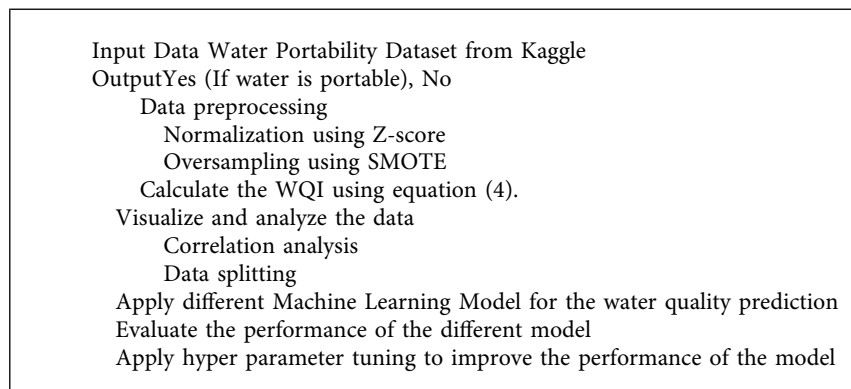 Input Data Water Portability Dataset from Kaggle
OutputYes (If water is portable), No
Data preprocessing
Normalization using Z-score
Oversampling using SMOTE
Calculate the WQI using equation (4).
Visualize and analyze the data
Correlation analysis
Data splitting
Apply different Machine Learning Model for the water quality prediction
Evaluate the performance of the different model
Apply hyper parameter tuning to improve the performance of the model